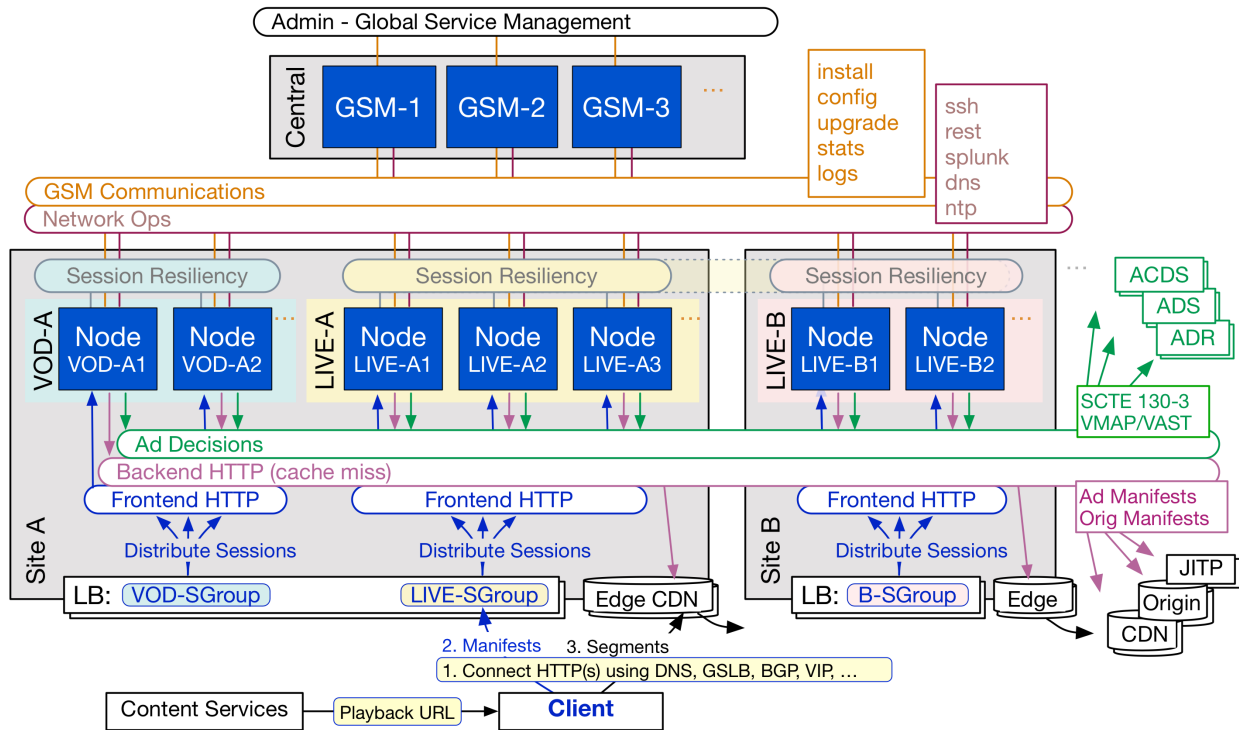 Admin - Global Service Management
Central
GSM-1
GSM-2
GSM-3
...
install
config
upgrade
stats
logs
ssh
rest
splunk
dns
ntp
GSM Communications
Network Ops
Session Resiliency
Session Resiliency
Session Resiliency
...
ACDS
ADS
ADR
VOD-A
Node
VOD-A1
Node
VOD-A2
...
LIVE-A
Node
LIVE-A1
Node
LIVE-A2
Node
LIVE-A3
...
LIVE-B
Node
LIVE-B1
Node
LIVE-B2
...
SCTE 130-3
VMAP/VAST
Ad Decisions
Backend HTTP (cache miss)
Frontend HTTP
Frontend HTTP
Frontend HTTP
Ad Manifests
Orig Manifests
Site A
Distribute Sessions
Distribute Sessions
Site B
Distribute Sessions
LB:
VOD-SGroup
LIVE-SGroup
Edge CDN
LB:
B-SGroup
Edge
JITP
Origin
CDN
2. Manifests
3. Segments
1. Connect HTTP(s) using DNS, GSLB, BGP, VIP, ...
Content Services
Playback URL
Client